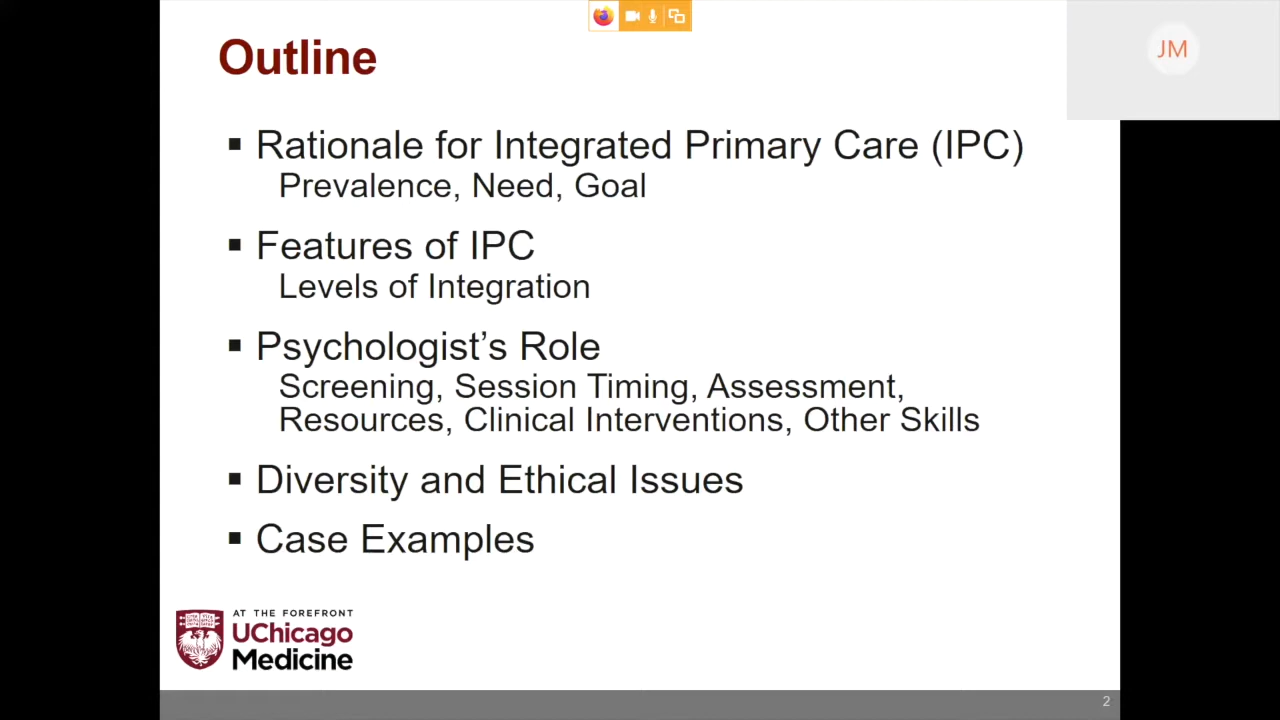 JM
Outline
▪ Rationale for Integrated Primary Care (IPC)
Prevalence, Need, Goal
▪ Features of IPC
Levels of Integration
▪ Psychologist’s Role
Screening, Session Timing, Assessment,
Resources, Clinical Interventions, Other Skills
▪ Diversity and Ethical Issues
▪ Case Examples
AT THE FOREFRONT
UChicago
Medicine
2